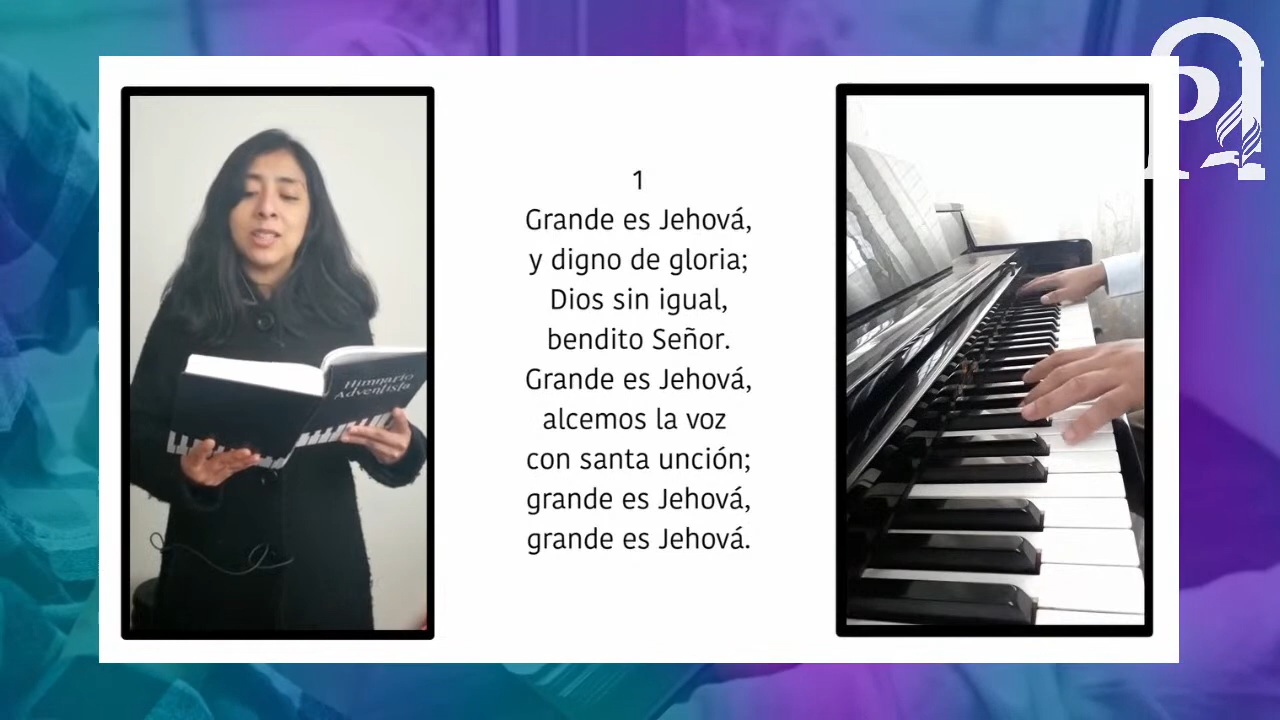 1
Grande es Jehová,
y digno de gloria;
Dios sin igual,
bendito Señor.
Grande es Jehová,
alcemos la voz
con santa unción;
grande es Jehová,
grande es Jehová.
Himnario
Adventista
P